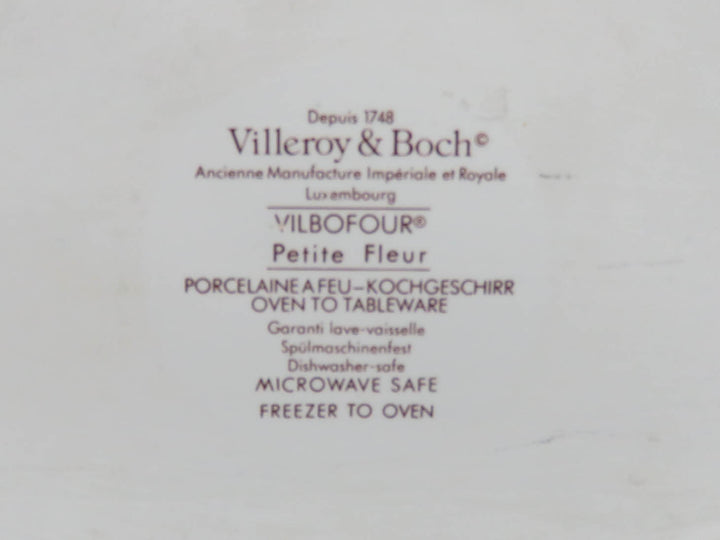 Depuis 1748
Villeroy & Boch©
Ancienne Manufacture Impériale et Royale
Luxembourg
VILBOFOUR®
Petite Fleur
PORCELAINE A FEU-KOCHGESCHIRR
OVEN TO TABLEWARE
Garanti lave-vaisselle
Spülmaschinenfest
Dishwasher-safe
MICROWAVE SAFE
FREEZER TO OVEN